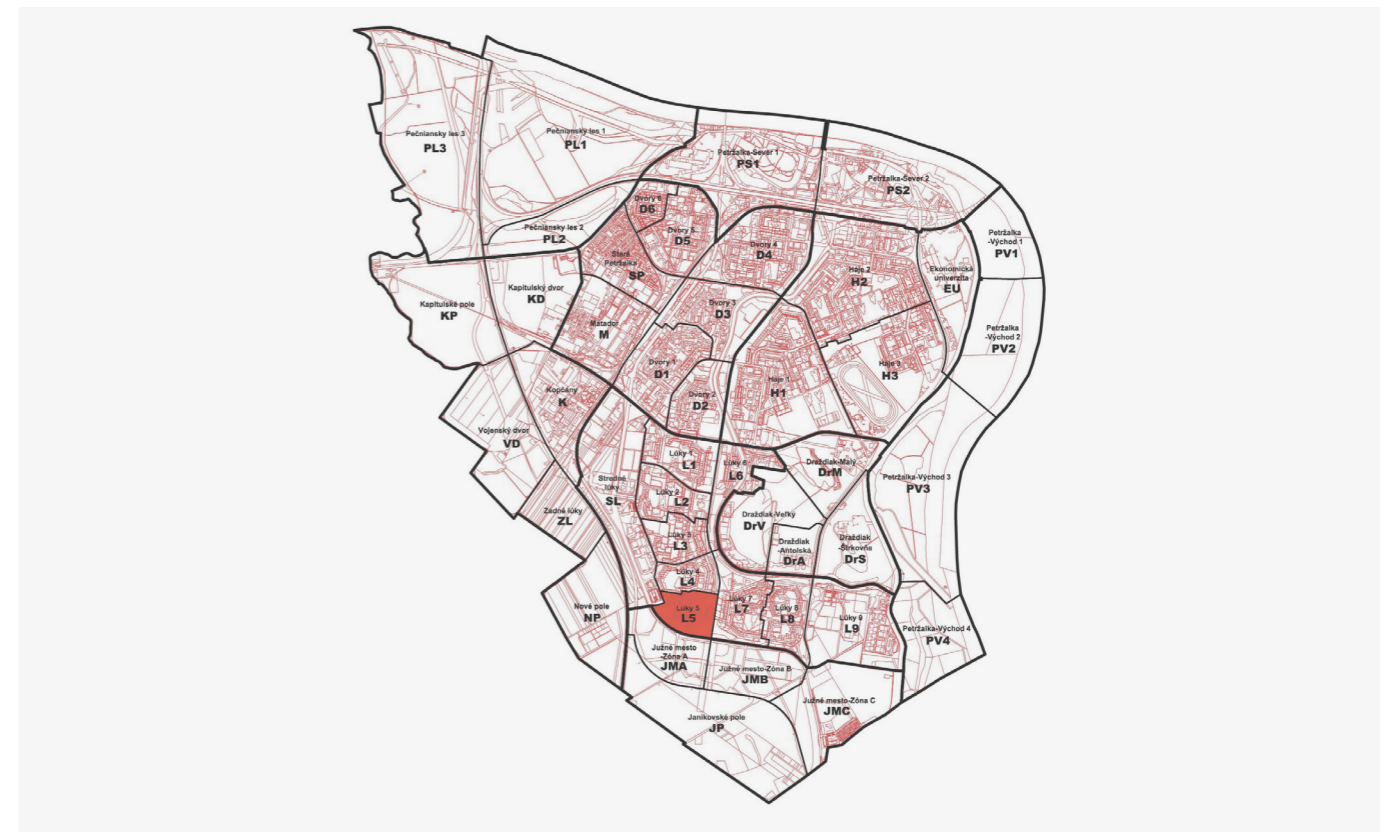 Pečniansky les 3
PL3
Pečniansky les 1
PL1
Petržalka-Sever 1
PS1
Petržalka-Sever 2
PS2
Dvory 6
D6
Pečniansky les 2
PL2
Dvory 5
D5
Dvory 4
D4
Petržalka
-Východ 1
PV1
Stará
Petržalka
SP
Háje 2
H2
Ekonomická
univerzita
EU
Kapitulský dvor
KD
Kapitulské pole
KP
Dvory 3
D3
Matador
M
Petržalka
-Východ 2
PV2
Dvory 1
D1
Háje 3
H3
Háje 1
H1
Kopčany
K
Dvory 2
D2
Vojenský dvor
VD
Lúky 1
L1
Lúky 6
L6
Draždiak-Malý
DrM
Stredné
lúky
SL
Petržalka-Východ 3
PV3
Lúky 2
L2
Zadné lúky
ZL
Draždiak-Veľký
DrV
Lúky 3
L3
Draždiak
-Antolská
DrA
Draždiak
-Štrkovňa
DrS
Lúky 4
L4
Nové pole
NP
Lúky 5
L5
Lúky 7
L7
Lúky 8
L8
Lúky 9
L9
Petržalka-Východ 4
PV4
Južné mesto
-Zóna A
JMA
Južné mesto-Zóna B
JMB
Južné mesto-Zóna C
JMC
Janíkovské pole
JP